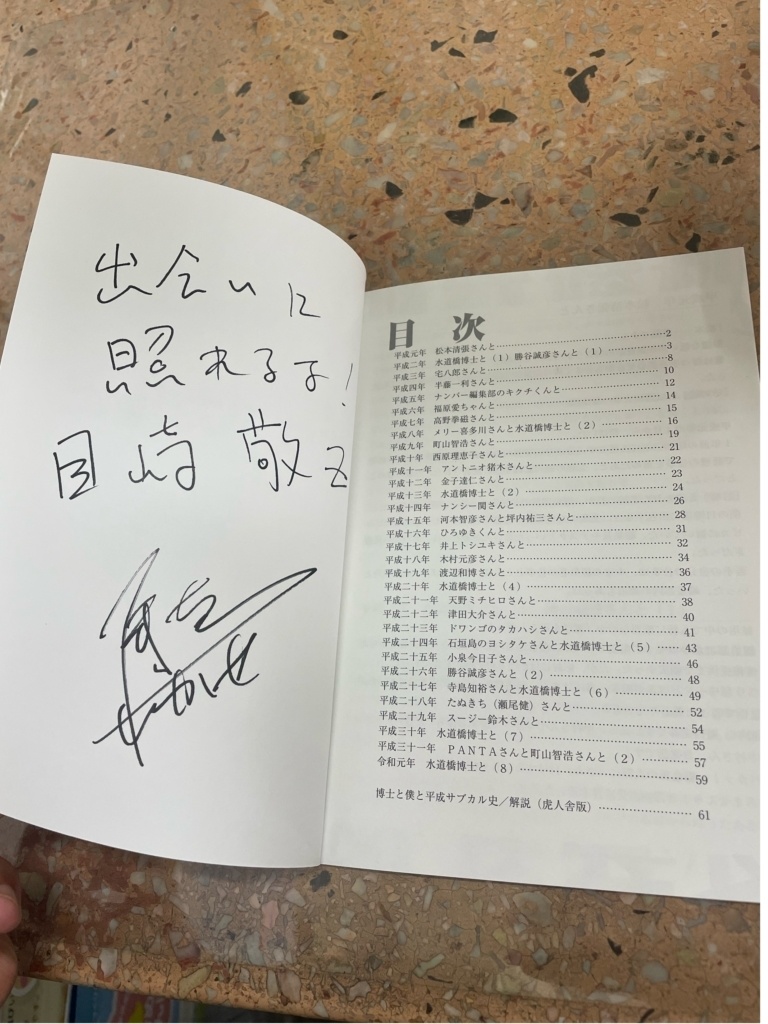 出会いに
照れるな!
目崎敬三
目次
平成元年 松本清張さんと……………2
平成二年 水道橋博士と(1)勝谷誠彦さんと(1)……………3
平成三年 宅八郎さんと……………8
平成四年 半藤一利さんと……………10
平成五年 ナンバー編集部のキクチくんと……………12
平成六年 福原愛ちゃんと……………14
平成七年 高野拳磁さんと……………15
平成八年 メリー喜多川さんと水道橋博士と(2)……………16
平成九年 町山智浩さんと……………19
平成十年 西原理恵子さんと……………21
平成十一年 アントニオ猪木さんと……………22
平成十二年 金子達仁さんと……………23
平成十三年 水道橋博士と(2)……………24
平成十四年 ナンシー関さんと……………26
平成十五年 河本智彦さんと坪内祐三さんと……………28
平成十六年 ひろゆきくんと……………31
平成十七年 井上トシユキさんと……………32
平成十八年 木村元彦さんと……………34
平成十九年 渡辺和博さんと……………36
平成二十年 水道橋博士と(4)……………37
平成二十一年 天野ミチヒロさんと……………38
平成二十二年 津田大介さんと……………40
平成二十三年 ドワンゴのタカハシさんと……………41
平成二十四年 石垣島のヨシタケさんと水道橋博士と(5)……………43
平成二十五年 小泉今日子さんと……………46
平成二十六年 勝谷誠彦さんと(2)……………48
平成二十七年 寺島知裕さんと水道橋博士と(6)……………49
平成二十八年 たぬきち(瀬尾健)さんと……………52
平成二十九年 スージー鈴木さんと……………54
平成三十年 水道橋博士と(7)……………55
平成三十一年 PANTAさんと町山智浩さんと(2)……………57
令和元年 水道橋博士と(8)……………59
博士と僕と平成サブカル史/解説(虎人舎版)……………61